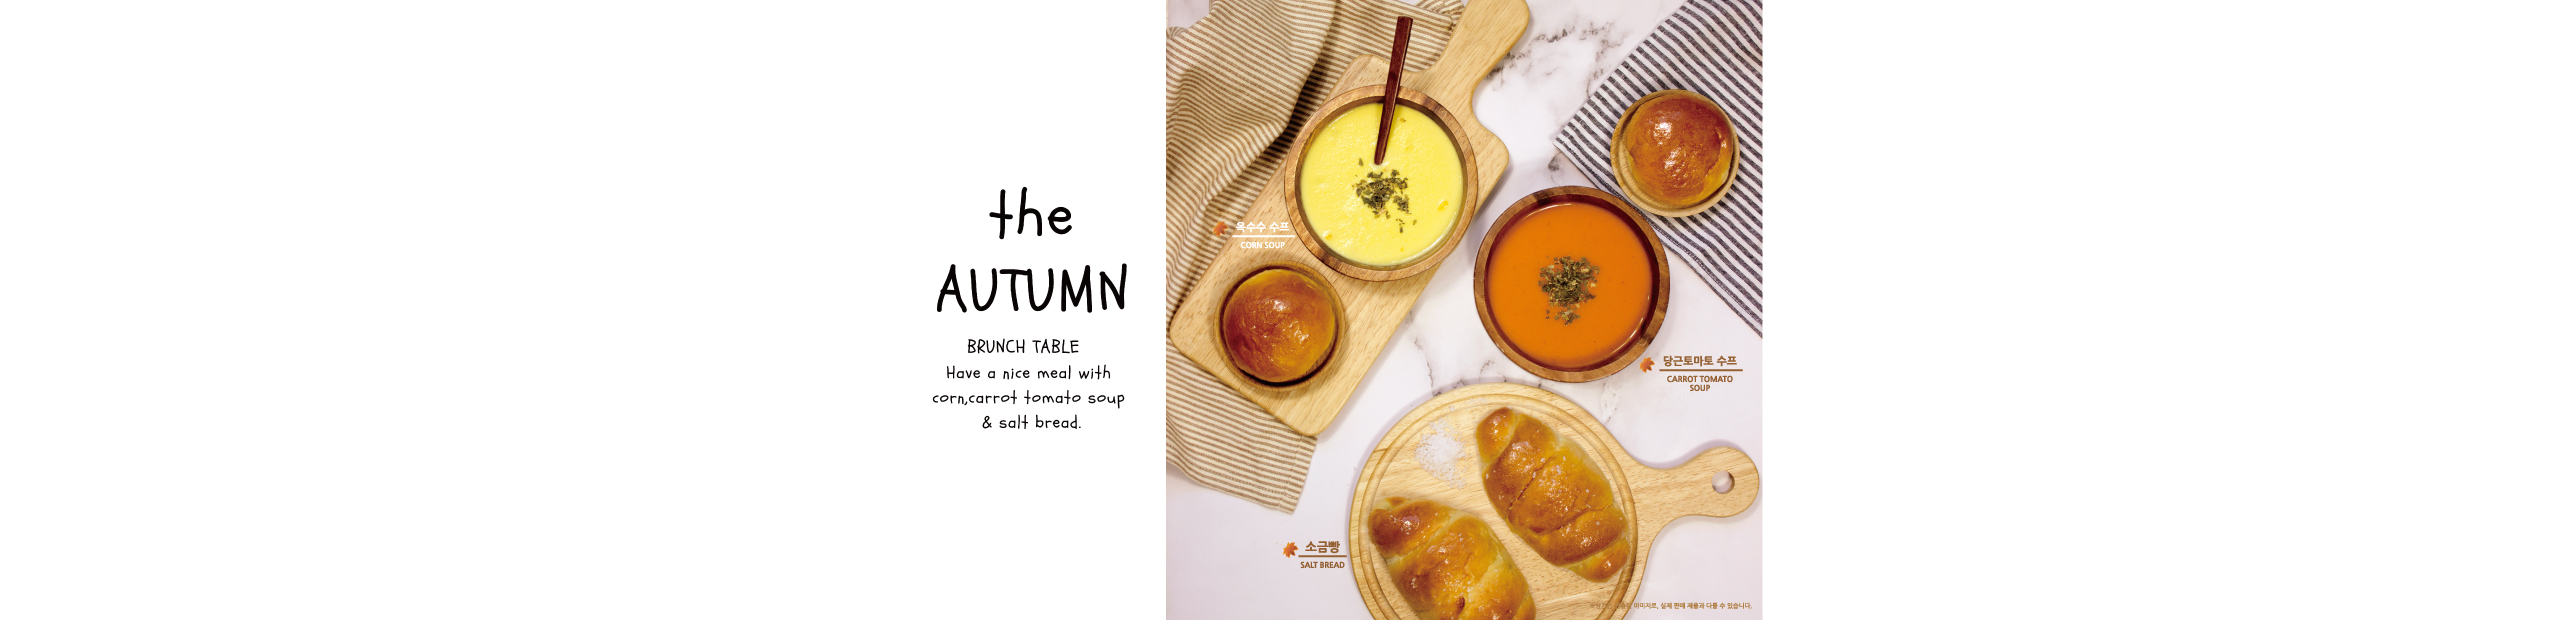 the
AUTUMN
BRUNCH TABLE
Have a nice meal with
corn,carrot tomato soup
& salt bread.
옥수수 수프
CORN SOUP
당근토마토 수프
CARROT TOMATO
SOUP
소금빵
SALT BREAD
이미지로, 실제 판매 제품과 다를 수 있습니다.